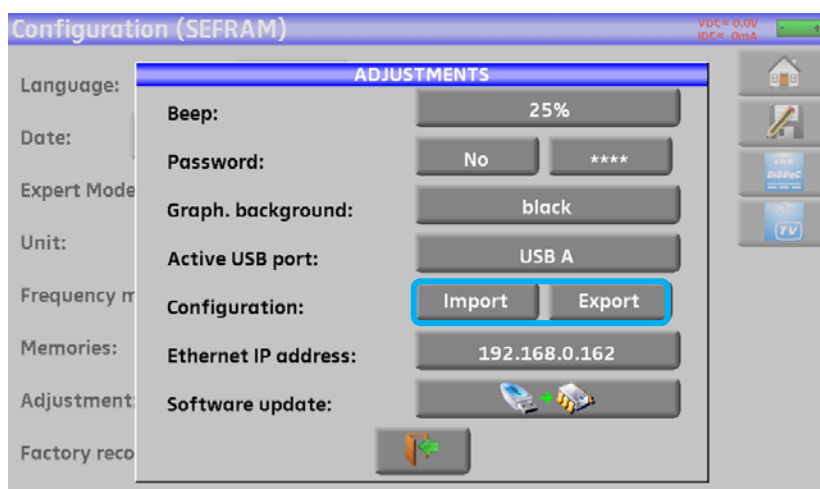 Configuration (SEFRAM)
VDC= 0.0V
IDC= 0mA
- +
ADJUSTMENTS
Language:
Beep: 25%
Date:
Password: No ****
Expert Mode
Graph. background: black
Unit:
Active USB port: USB A
Frequency m
Configuration: Import Export
Memories:
Ethernet IP address: 192.168.0.162
Adjustment:
Software update:
Factory reco
DiSEqC
TV